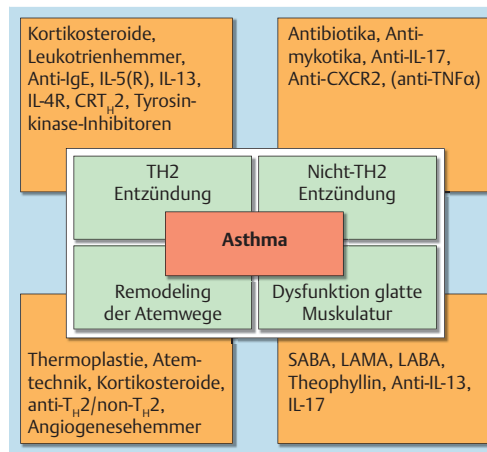 Kortikosteroide,
Leukotrienhemmer,
Anti-IgE, IL-5(R), IL-13,
IL-4R, CRTH2, Tyrosin-
kinase-Inhibitoren
Antibiotika, Anti-
mykotika, Anti-IL-17,
Anti-CXCR2, (anti-TNFα)
TH2
Entzündung
Nicht-TH2
Entzündung
Asthma
Remodeling
der Atemwege
Dysfunktion glatte
Muskulatur
Thermoplastie, Atem-
technik, Kortikosteroide,
anti-TH2/non-TH2,
Angiogenesehemmer
SABA, LAMA, LABA,
Theophyllin, Anti-IL-13,
IL-17